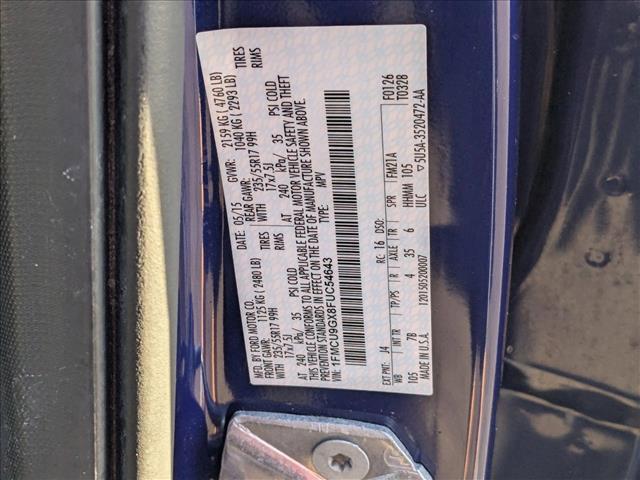 MFD. BY FORD MOTOR CO.
DATE: 05/15 GVWR: 2159 KG ( 4760 LB)
FRONT GAWR: 1125 KG ( 2480 LB) REAR GAWR: 1040 KG ( 2293 LB)
WITH 235/55R17 99H TIRES WITH 235/55R17 99H TIRES
17x7.5J RIMS 17x7.5J RIMS
AT 240 kPa/ 35 PSI COLD AT 240 kPa/ 35 PSI COLD
THIS VEHICLE CONFORMS TO ALL APPLICABLE FEDERAL MOTOR VEHICLE SAFETY AND THEFT
PREVENTION STANDARDS IN EFFECT ON THE DATE OF MANUFACTURE SHOWN ABOVE.
VIN: 1FMCU9GX8FUC54643
TYPE: MPV
EXT PNT: J4 RC: 16 DSO: F0126
WB INT TR TP/PS R AXLE TR SPR FM21A T0328
105 7B 4 35 6 HHMM 105
MADE IN U.S.A. ULC 5U5A-3520472-AA
1201505200007